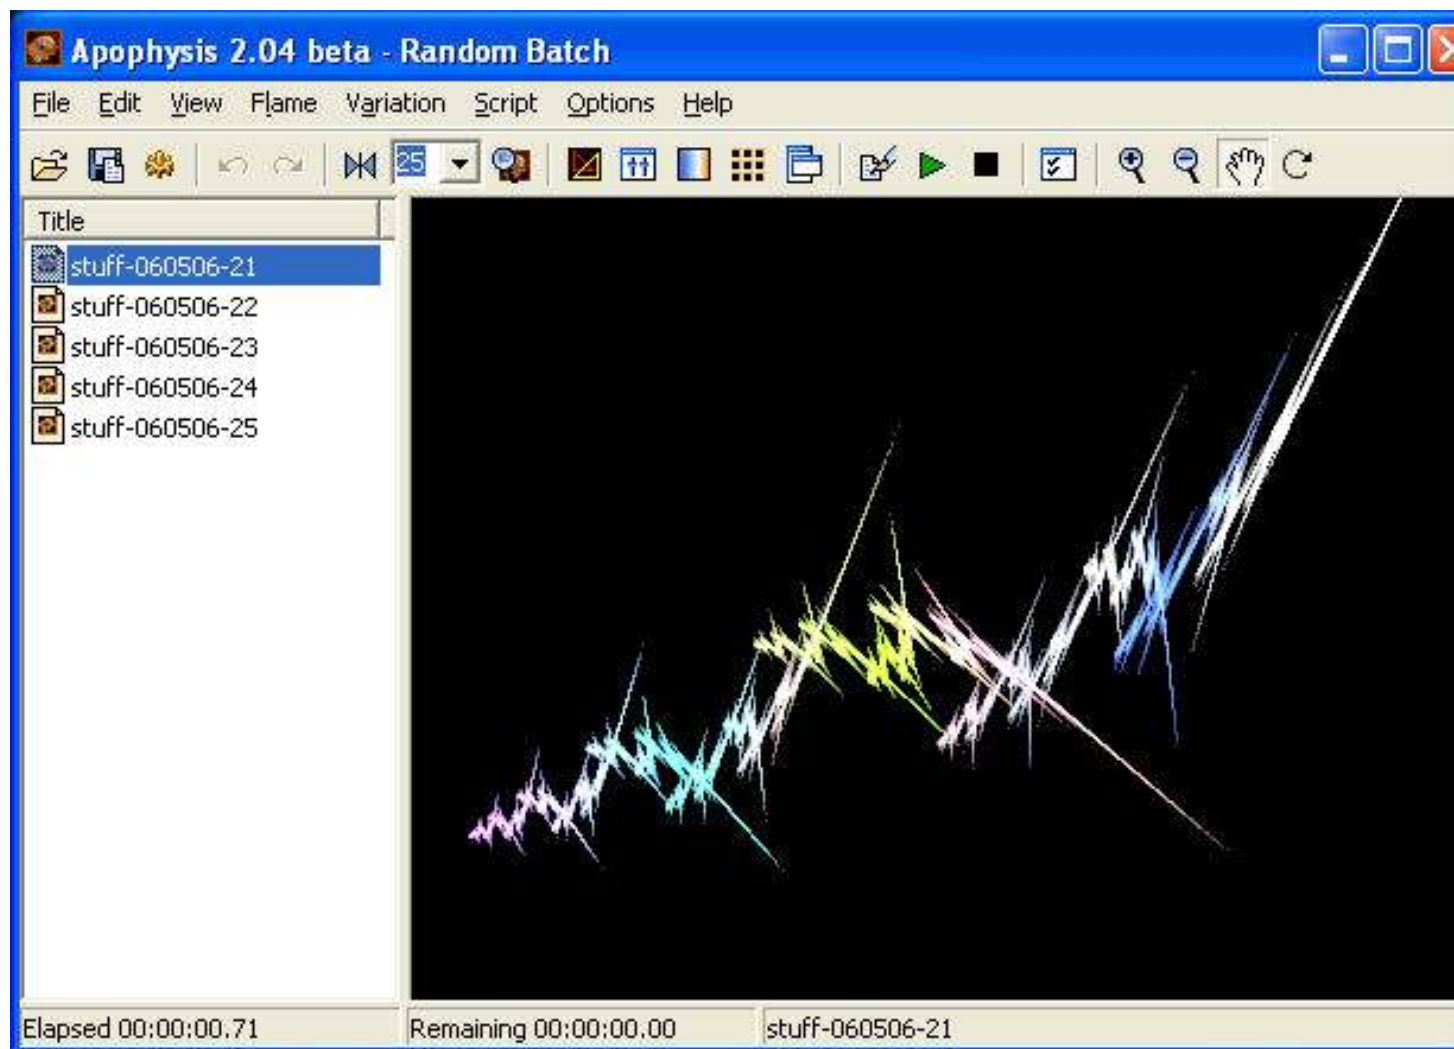 Apophysis 2.04 beta - Random Batch
File Edit View Flame Variation Script Options Help
25
Title
stuff-060506-21
stuff-060506-22
stuff-060506-23
stuff-060506-24
stuff-060506-25
Elapsed 00:00:00.71 Remaining 00:00:00.00 stuff-060506-21